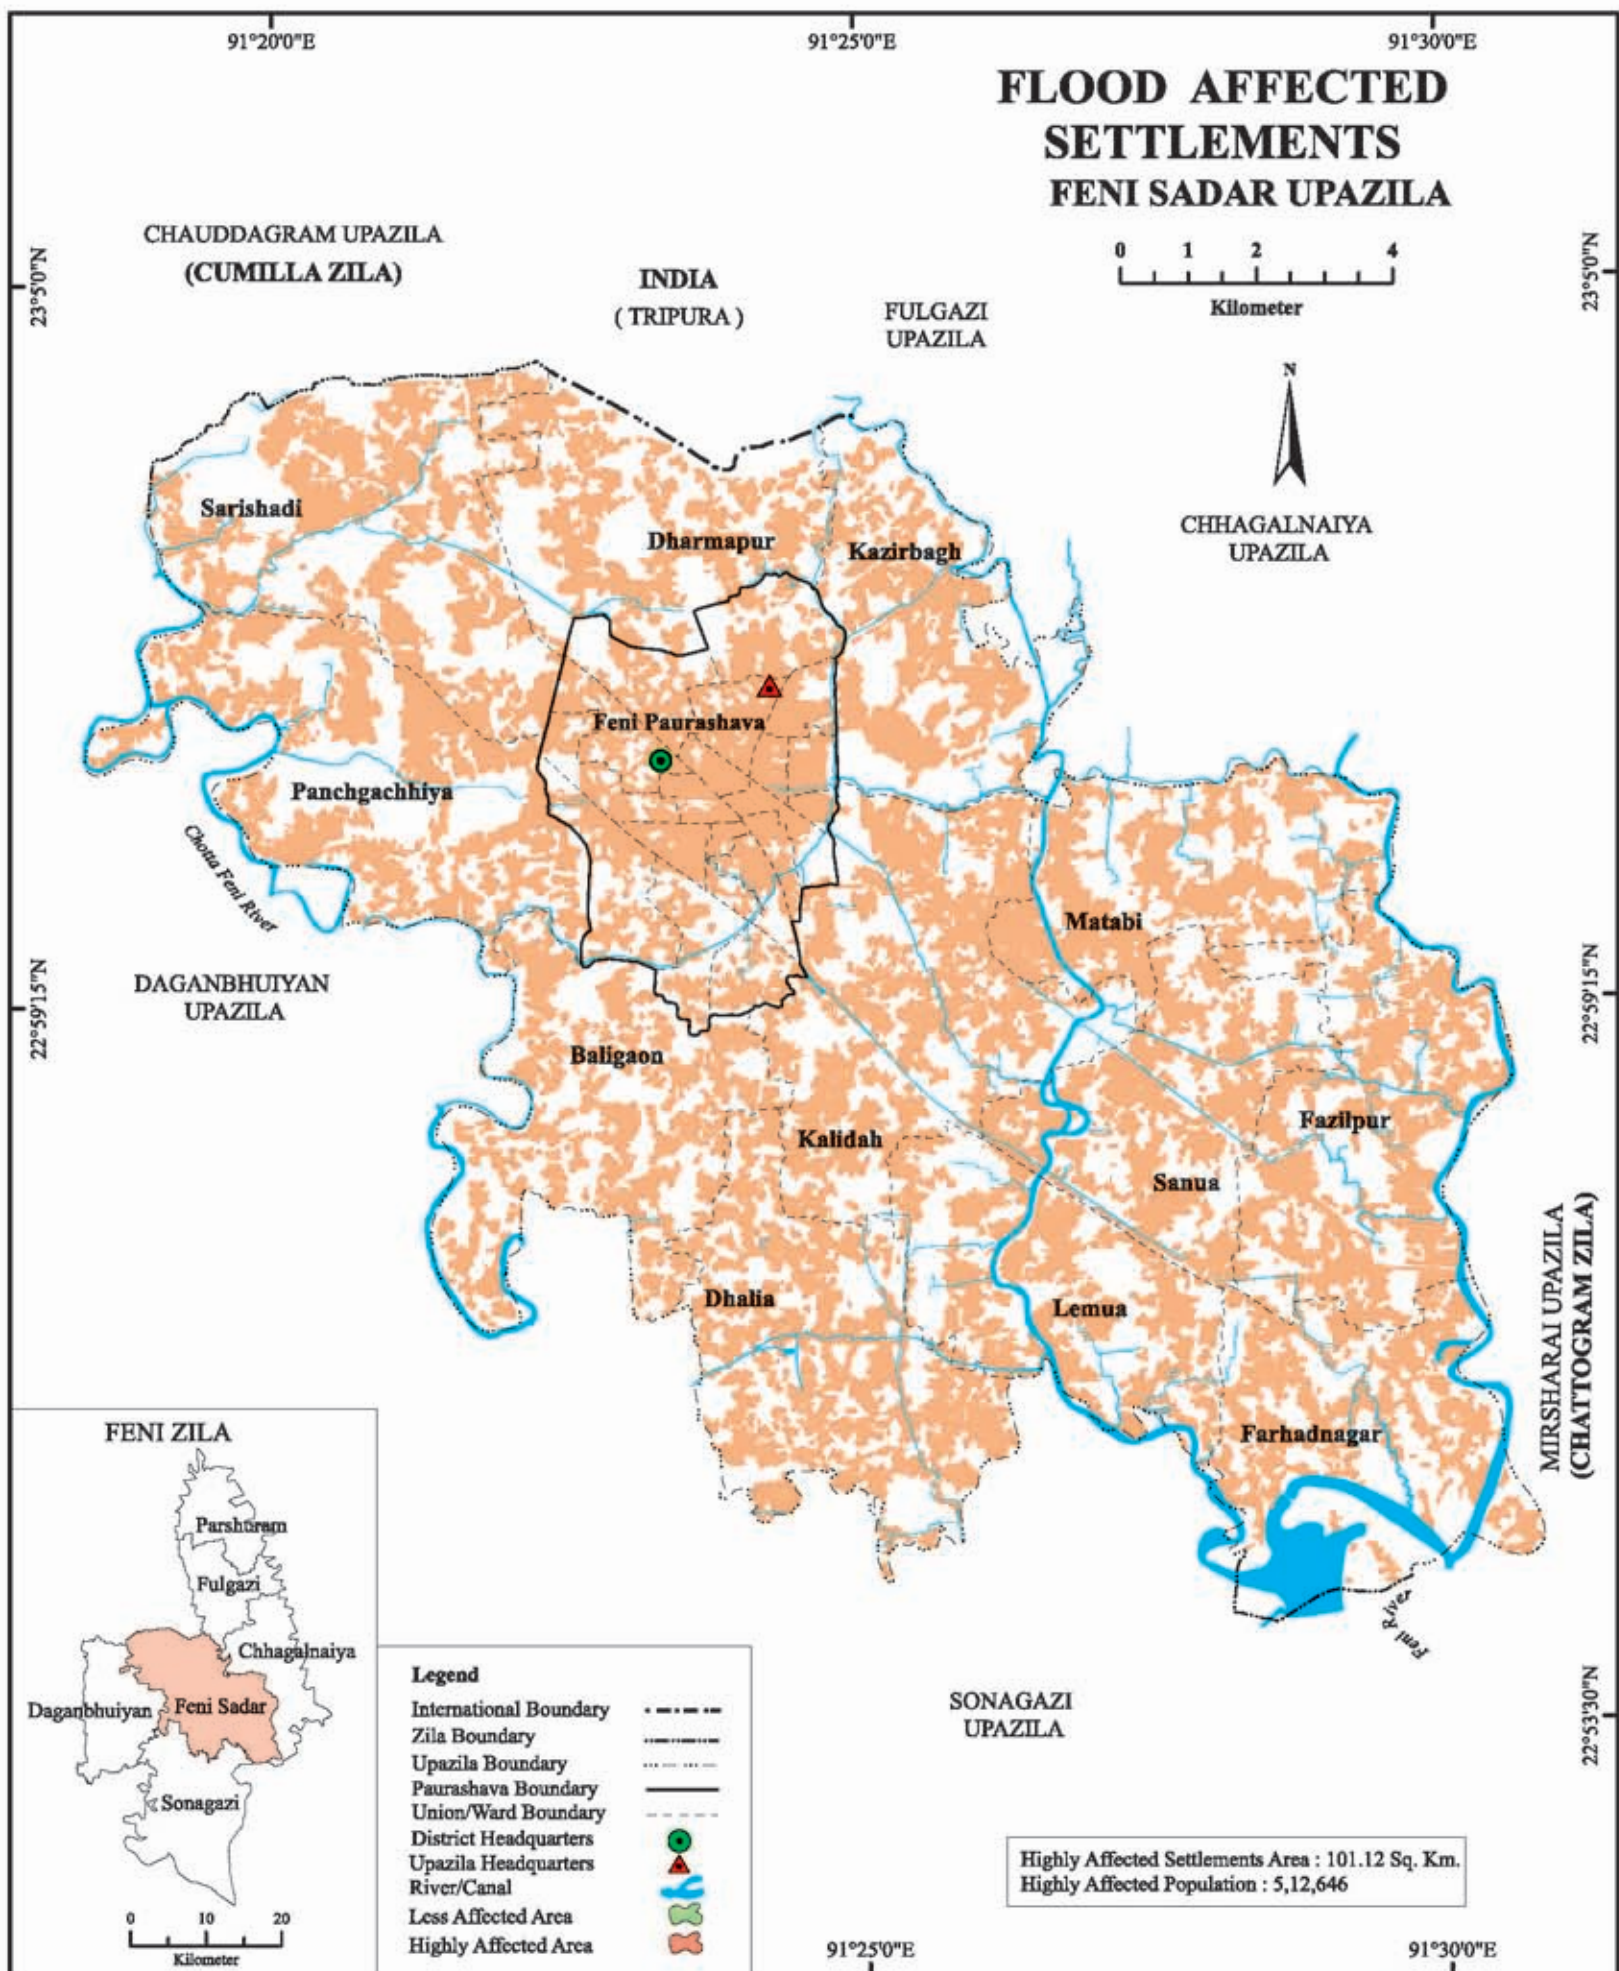 91°20'0"E
91°25'0"E
91°30'0"E
FLOOD AFFECTED
SETTLEMENTS
FENI SADAR UPAZILA
0 1 2 4
Kilometer
N
23°5'0"N
23°5'0"N
CHAUDDAGRAM UPAZILA
(CUMILLA ZILA)
INDIA
( TRIPURA )
FULGAZI
UPAZILA
CHHAGALNAIYA
UPAZILA
Sarishadi
Dharmapur
Kazirbagh
Feni Paurashava
Panchgachhiya
Chotta Feni River
Matabi
DAGANBHUIYAN
UPAZILA
22°59'15"N
22°59'15"N
Baligaon
Kalidah
Fazilpur
Sanua
Dhalia
Lemua
Farhadnagar
MIRSHARAI UPAZILA
(CHATTOGRAM ZILA)
Feni River
SONAGAZI
UPAZILA
22°53'30"N
FENI ZILA
Parshuram
Fulgazi
Chhagalnaiya
Daganbhuiyan
Feni Sadar
Sonagazi
0 10 20
Kilometer
Legend
International Boundary
Zila Boundary
Upazila Boundary
Paurashava Boundary
Union/Ward Boundary
District Headquarters
Upazila Headquarters
River/Canal
Less Affected Area
Highly Affected Area
Highly Affected Settlements Area : 101.12 Sq. Km.
Highly Affected Population : 5,12,646
91°25'0"E
91°30'0"E